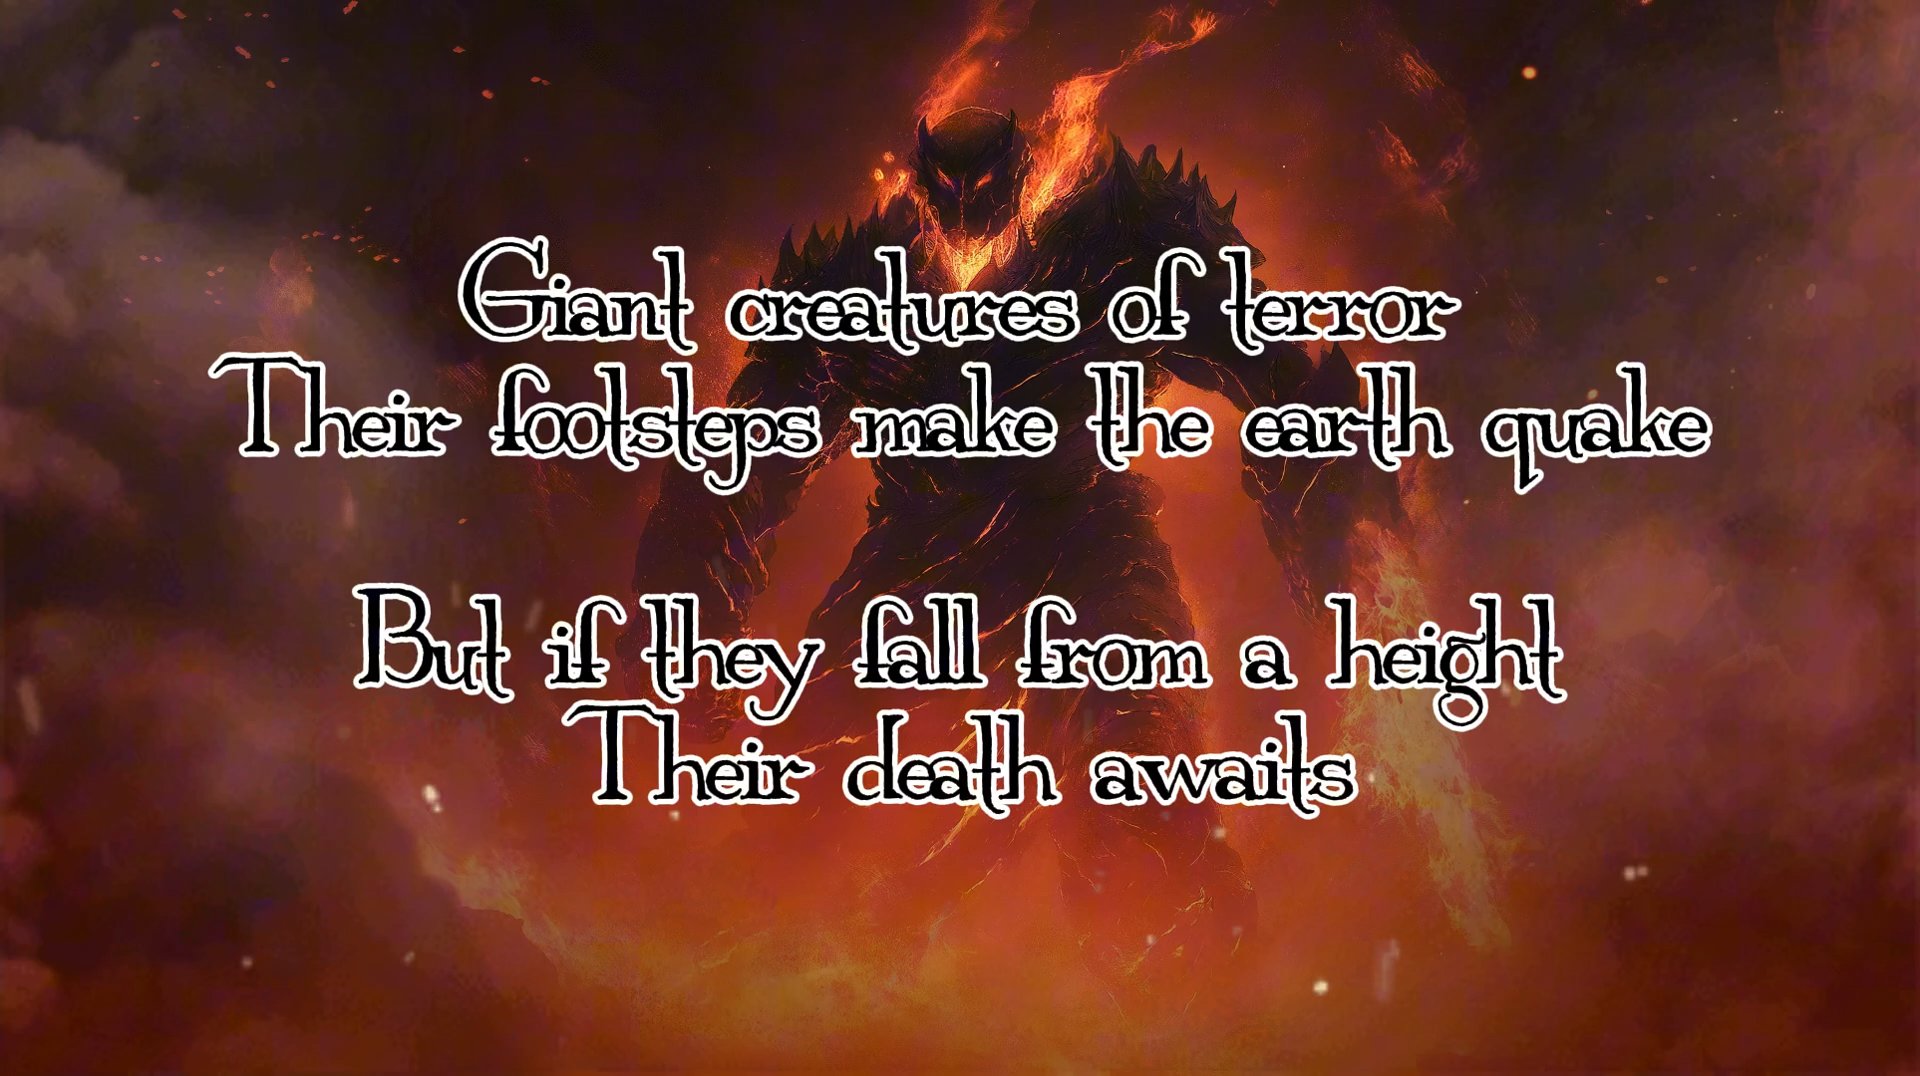 Giant creatures of terror
Their footsteps make the earth quake
But if they fall from a height
Their death awaits